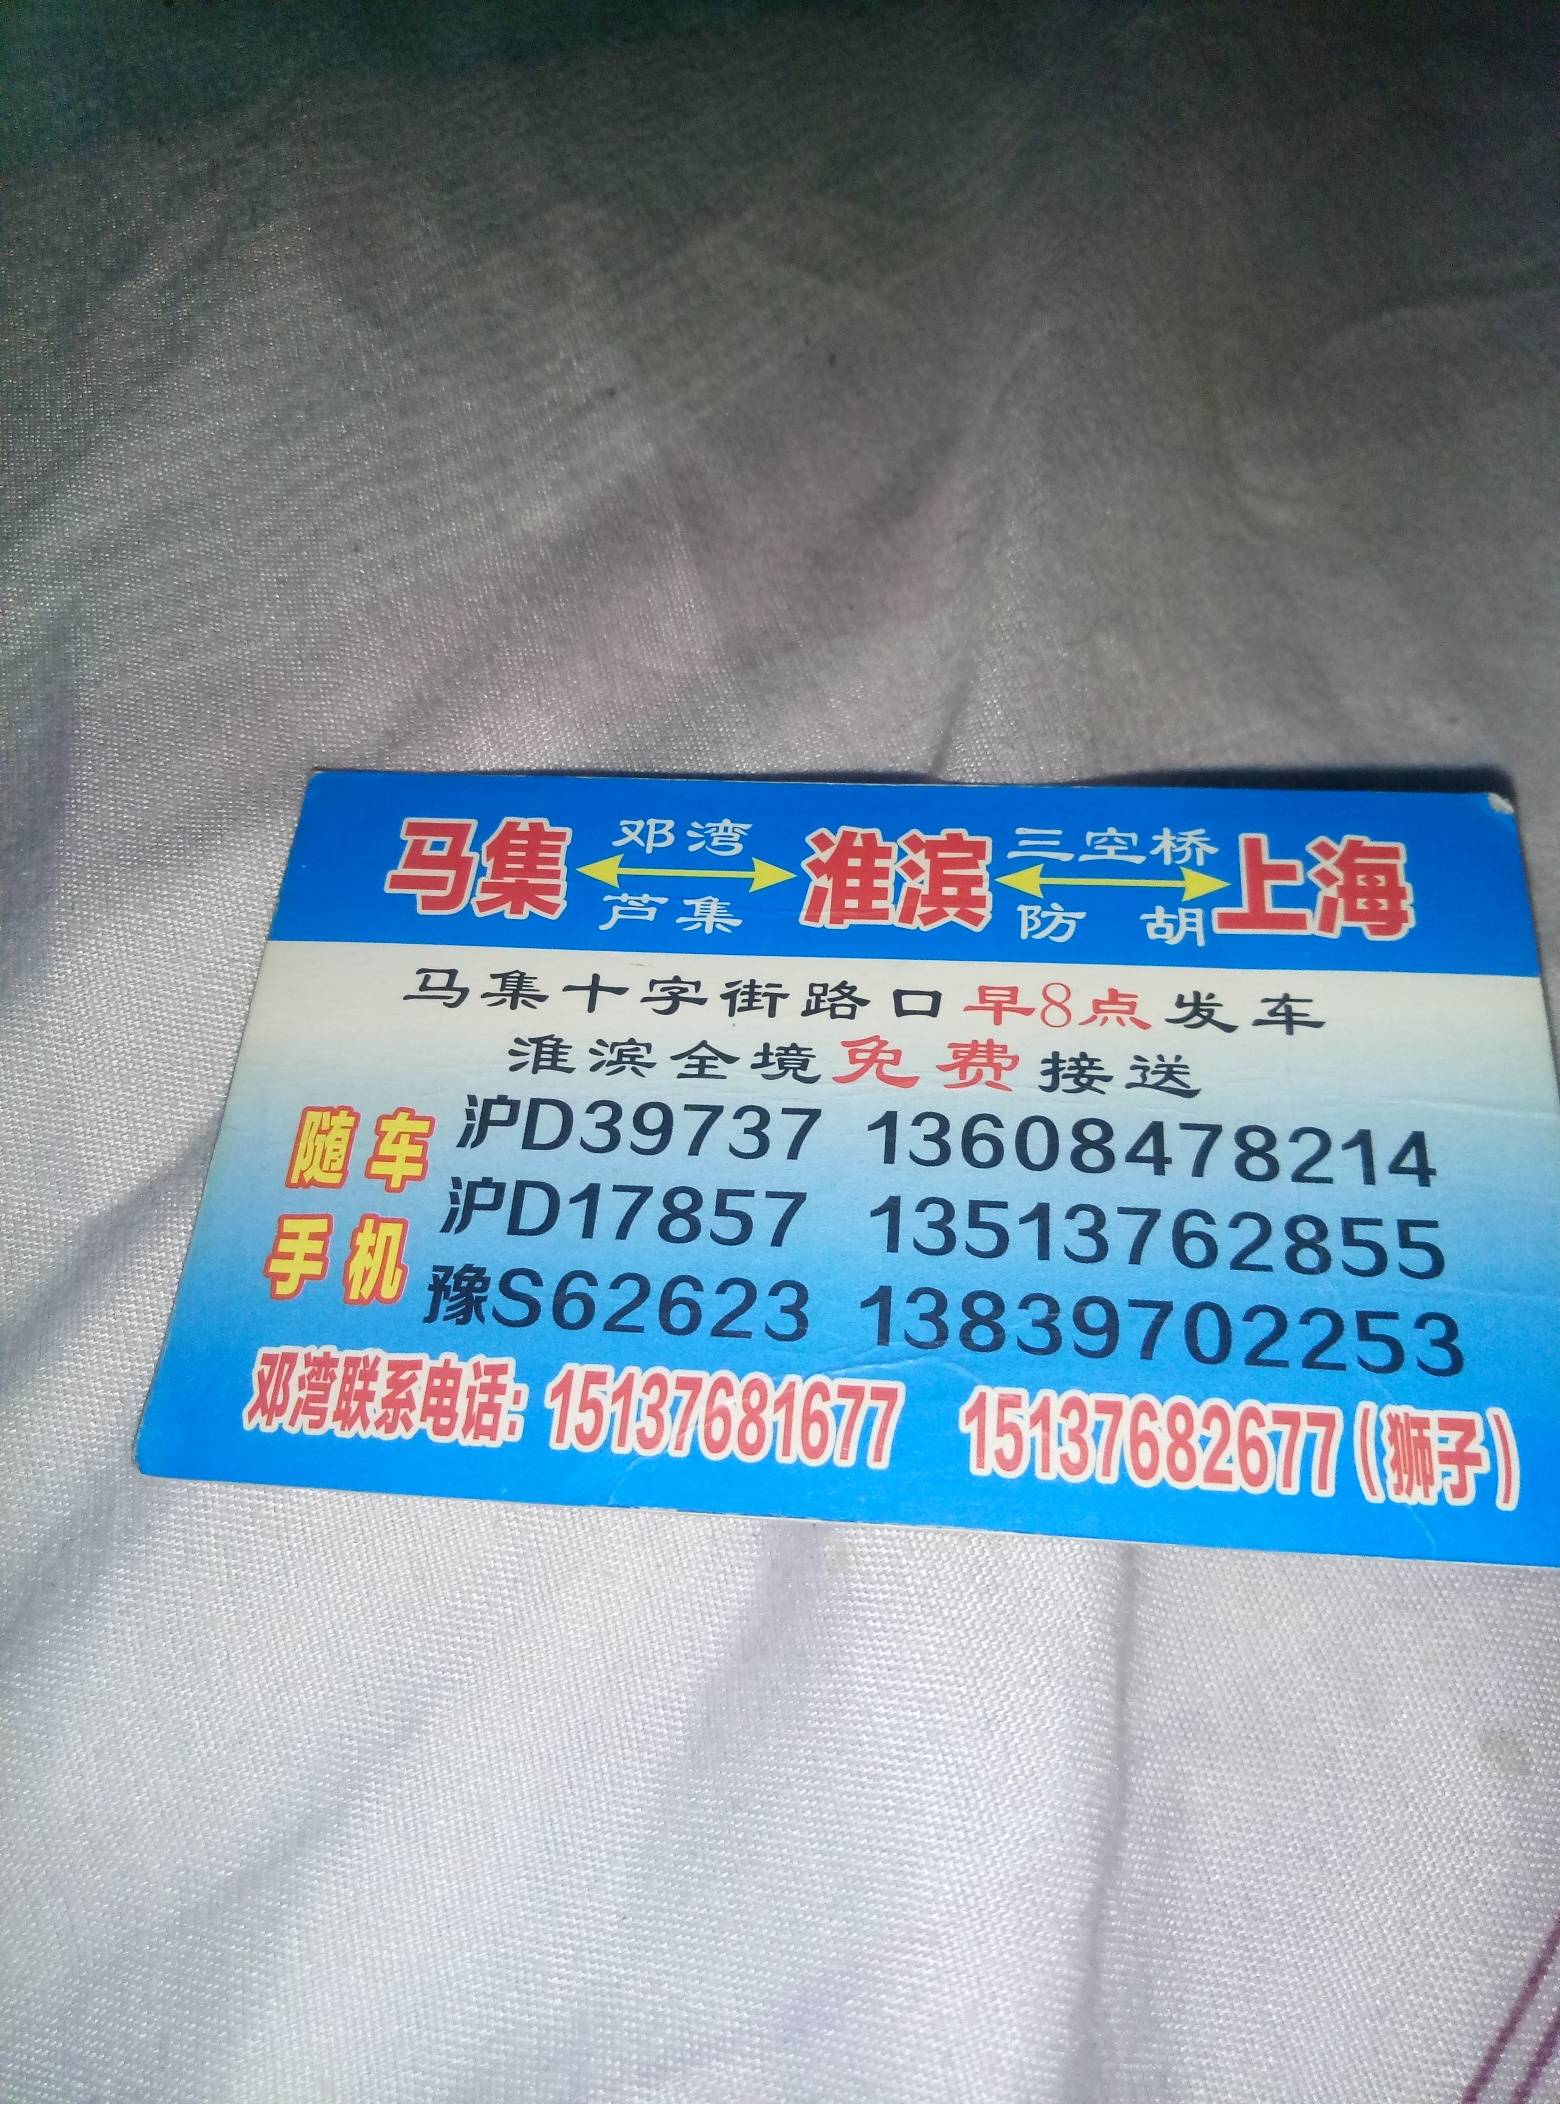 邓湾 三空桥
马集 淮滨 上海
芦集 防胡
马集十字街路口早8点发车
淮滨全境免费接送
随车 沪D39737 13608478214
沪D17857 13513762855
手机 豫S62623 13839702253
邓湾联系电话: 15137681677 15137682677 (狮子)